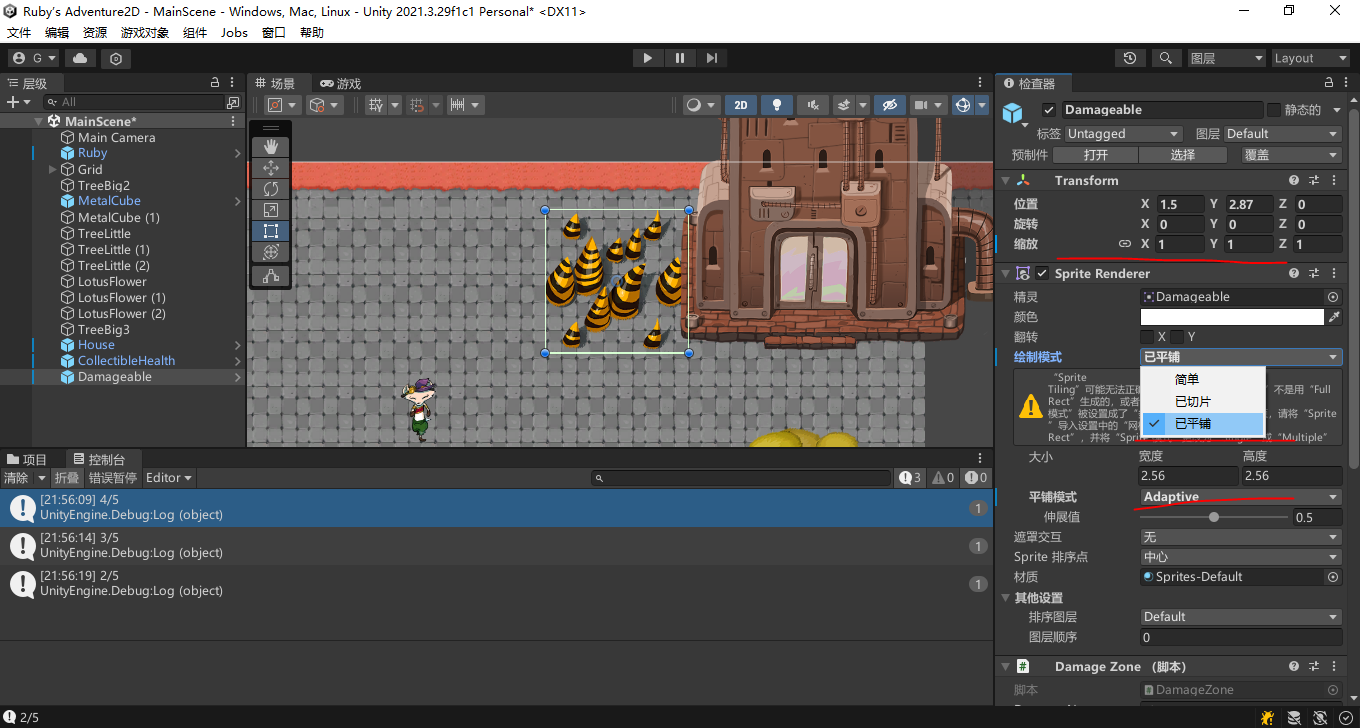 Ruby's Adventure2D - MainScene - Windows, Mac, Linux - Unity 2021.3.29f1c1 Personal* <DX11>
文件 编辑 资源 游戏对象 组件 Jobs 窗口 帮助
G
图层 Layout
层级
All
MainScene*
Main Camera
Ruby
Grid
TreeBig2
MetalCube
MetalCube (1)
TreeLittle
TreeLittle (1)
TreeLittle (2)
LotusFlower
LotusFlower (1)
LotusFlower (2)
TreeBig3
House
CollectibleHealth
Damageable
场景 游戏
2D
项目 控制台
清除 折叠 错误暂停 Editor
3 0 0
[21:56:09] 4/5
UnityEngine.Debug:Log (object)
1
[21:56:14] 3/5
UnityEngine.Debug:Log (object)
1
[21:56:19] 2/5
UnityEngine.Debug:Log (object)
1
2/5
检查器
Damageable 静态的
标签 Untagged 图层 Default
预制件 打开 选择 覆盖
Transform
位置 X 1.5 Y 2.87 Z 0
旋转 X 0 Y 0 Z 0
缩放 X 1 Y 1 Z 1
Sprite Renderer
精灵 Damageable
颜色
翻转 X Y
绘制模式 已平铺
简单
已切片
已平铺
"Sprite
Tiling"可能无法正确 不是用"Full
Rect"生成的，或者
模式"被设置成了 请将"Sprite
"导入设置中的"网
Rect"，并将"Spr "Multiple"
大小 宽度 高度
2.56 2.56
平铺模式 Adaptive
伸展值 0.5
遮罩交互 无
Sprite 排序点 中心
材质 Sprites-Default
其他设置
排序图层 Default
图层顺序 0
Damage Zone （脚本）
脚本 DamageZone